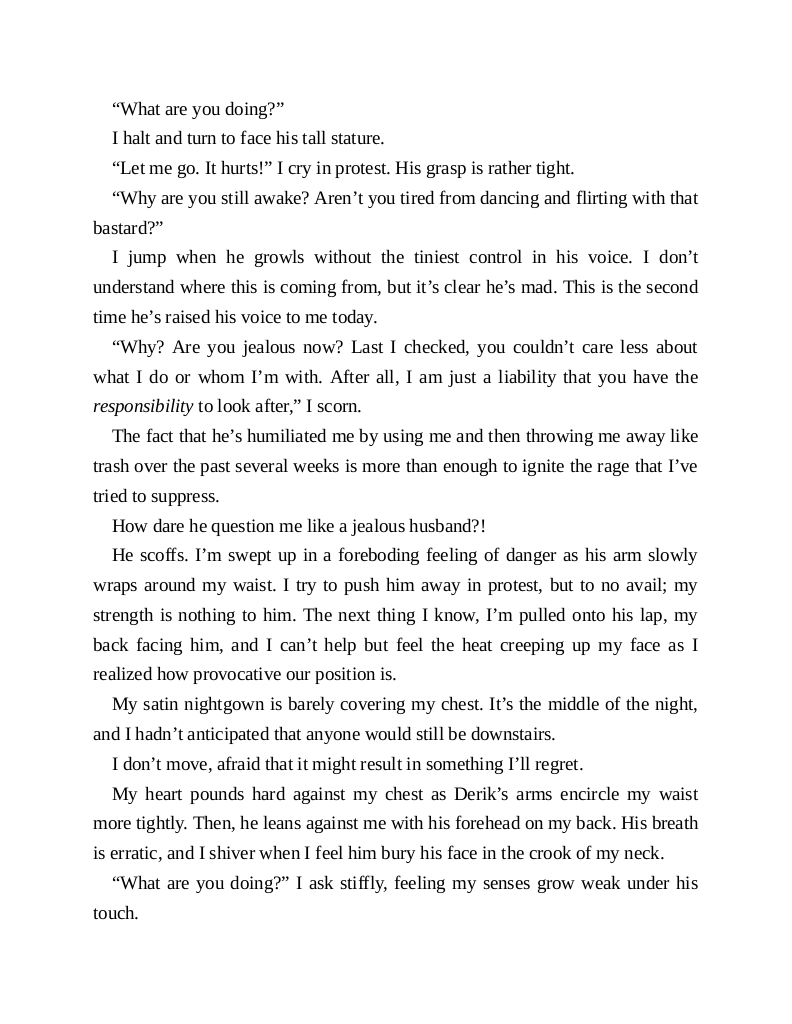 “What are you doing?”
I halt and turn to face his tall stature.
“Let me go. It hurts!” I cry in protest. His grasp is rather tight.
“Why are you still awake? Aren’t you tired from dancing and flirting with that
bastard?”
I jump when he growls without the tiniest control in his voice. I don’t
understand where this is coming from, but it’s clear he’s mad. This is the second
time he’s raised his voice to me today.
“Why? Are you jealous now? Last I checked, you couldn’t care less about
what I do or whom I’m with. After all, I am just a liability that you have the
responsibility to look after,” I scorn.
The fact that he’s humiliated me by using me and then throwing me away like
trash over the past several weeks is more than enough to ignite the rage that I’ve
tried to suppress.
How dare he question me like a jealous husband?!
He scoffs. I’m swept up in a foreboding feeling of danger as his arm slowly
wraps around my waist. I try to push him away in protest, but to no avail; my
strength is nothing to him. The next thing I know, I’m pulled onto his lap, my
back facing him, and I can’t help but feel the heat creeping up my face as I
realized how provocative our position is.
My satin nightgown is barely covering my chest. It’s the middle of the night,
and I hadn’t anticipated that anyone would still be downstairs.
I don’t move, afraid that it might result in something I’ll regret.
My heart pounds hard against my chest as Derik’s arms encircle my waist
more tightly. Then, he leans against me with his forehead on my back. His breath
is erratic, and I shiver when I feel him bury his face in the crook of my neck.
“What are you doing?” I ask stiffly, feeling my senses grow weak under his
touch.